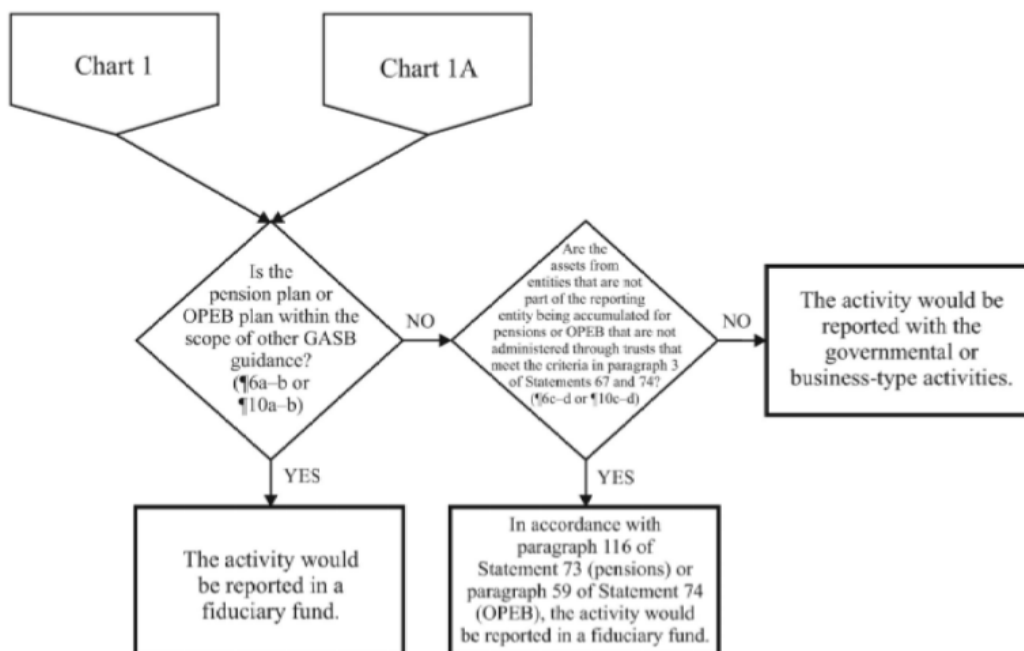 Chart 1
Chart 1A
Is the
pension plan or
OPEB plan within the
scope of other GASB
guidance?
(¶6a–b or
¶10a–b)
NO
Are the
assets from
entities that are not
part of the reporting
entity being accumulated for
pensions or OPEB that are not
administered through trusts that
meet the criteria in paragraph 3
of Statements 67 and 74?
(¶6c–d or ¶10c–d)
NO
The activity would be
reported with the
governmental or
business-type activities.
YES
YES
The activity would
be reported in a
fiduciary fund.
In accordance with
paragraph 116 of
Statement 73 (pensions) or
paragraph 59 of Statement 74
(OPEB), the activity would
be reported in a fiduciary fund.